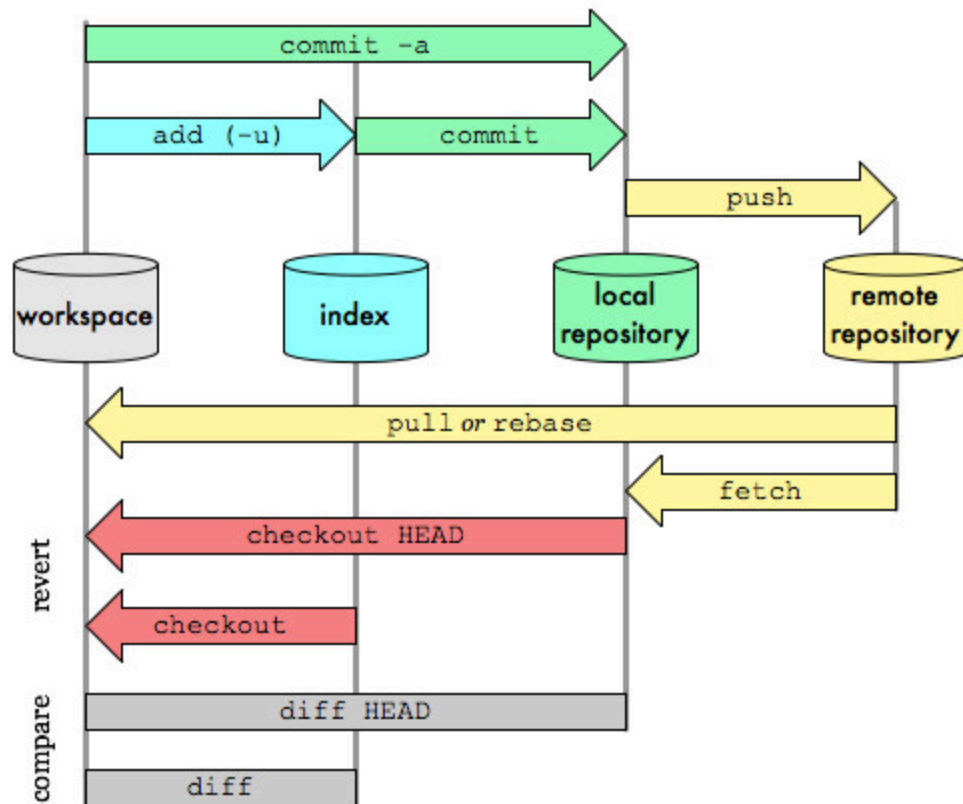 commit -a
add (-u)
commit
push
workspace
index
local
repository
remote
repository
pull or rebase
fetch
revert
checkout HEAD
checkout
compare
diff HEAD
diff